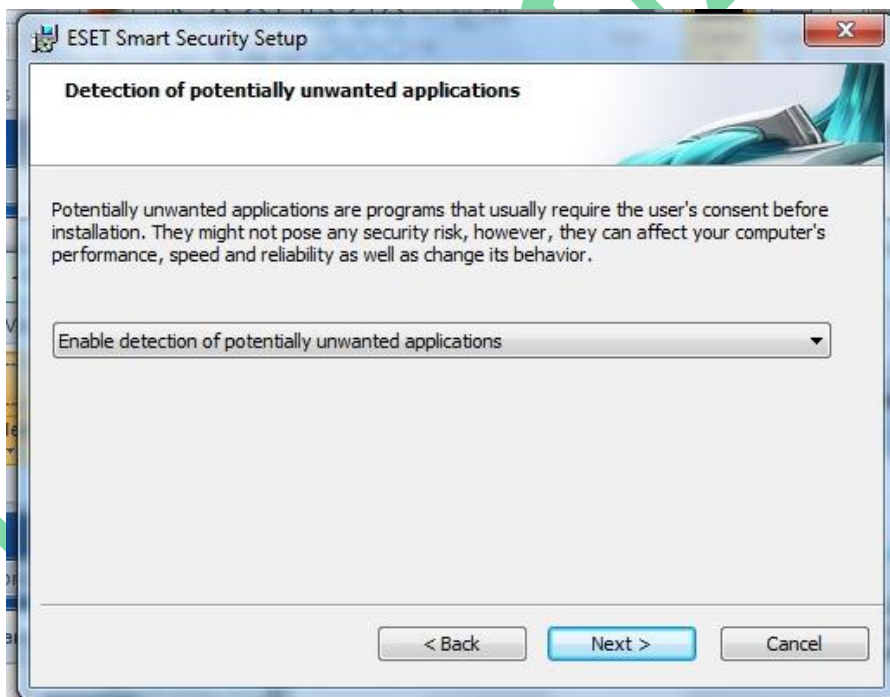 ESET Smart Security Setup
Detection of potentially unwanted applications
Potentially unwanted applications are programs that usually require the user's consent before
installation. They might not pose any security risk, however, they can affect your computer's
performance, speed and reliability as well as change its behavior.
Enable detection of potentially unwanted applications
< Back
Next >
Cancel